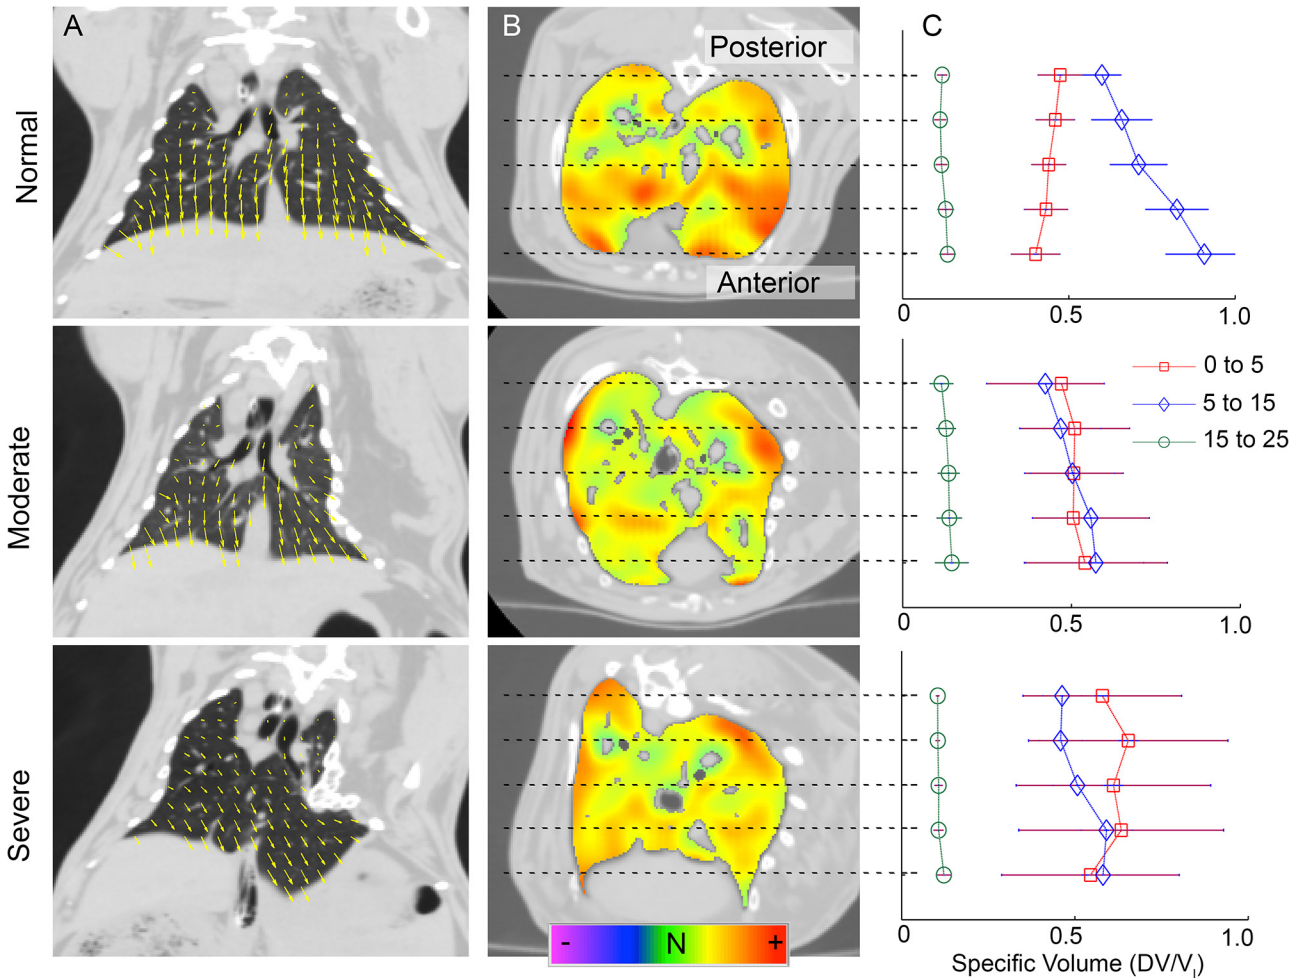 A
B
C
Normal
Posterior
Anterior
0
0.5
1.0
Moderate
0 to 5
5 to 15
15 to 25
0
0.5
1.0
Severe
- N +
0
0.5
1.0
Specific Volume (DV/VI)